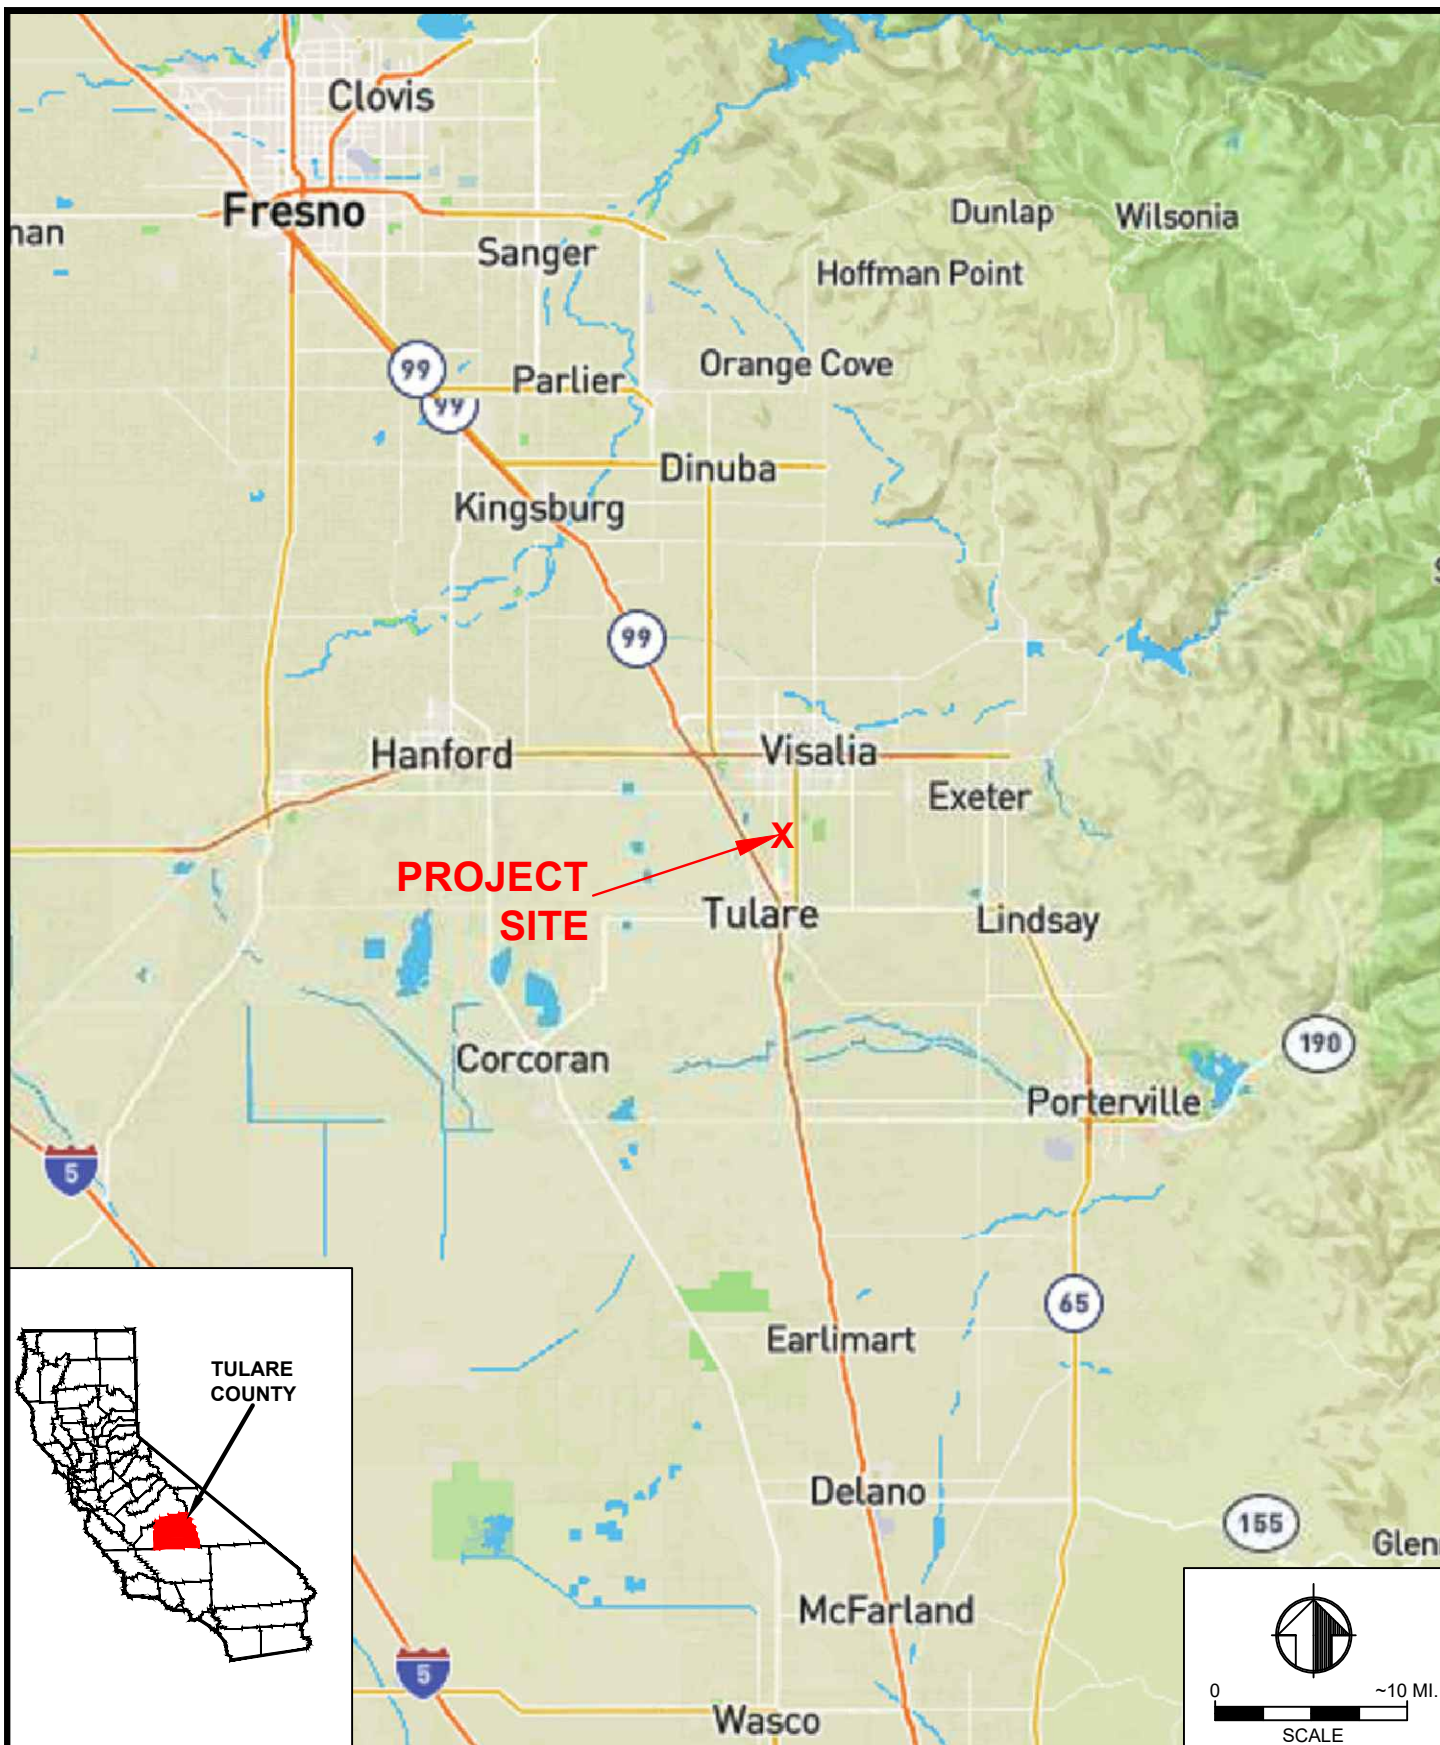 Clovis
Fresno
nan
Sanger
Dunlap
Wilsonia
Hoffman Point
99
Parlier
Orange Cove
99
Dinuba
Kingsburg
99
Hanford
Visalia
Exeter
X
PROJECT
SITE
Tulare
Lindsay
190
Corcoran
Porterville
5
65
Earlimart
TULARE
COUNTY
Delano
155
Glen
McFarland
5
Wasco
0 ~10 MI.
SCALE